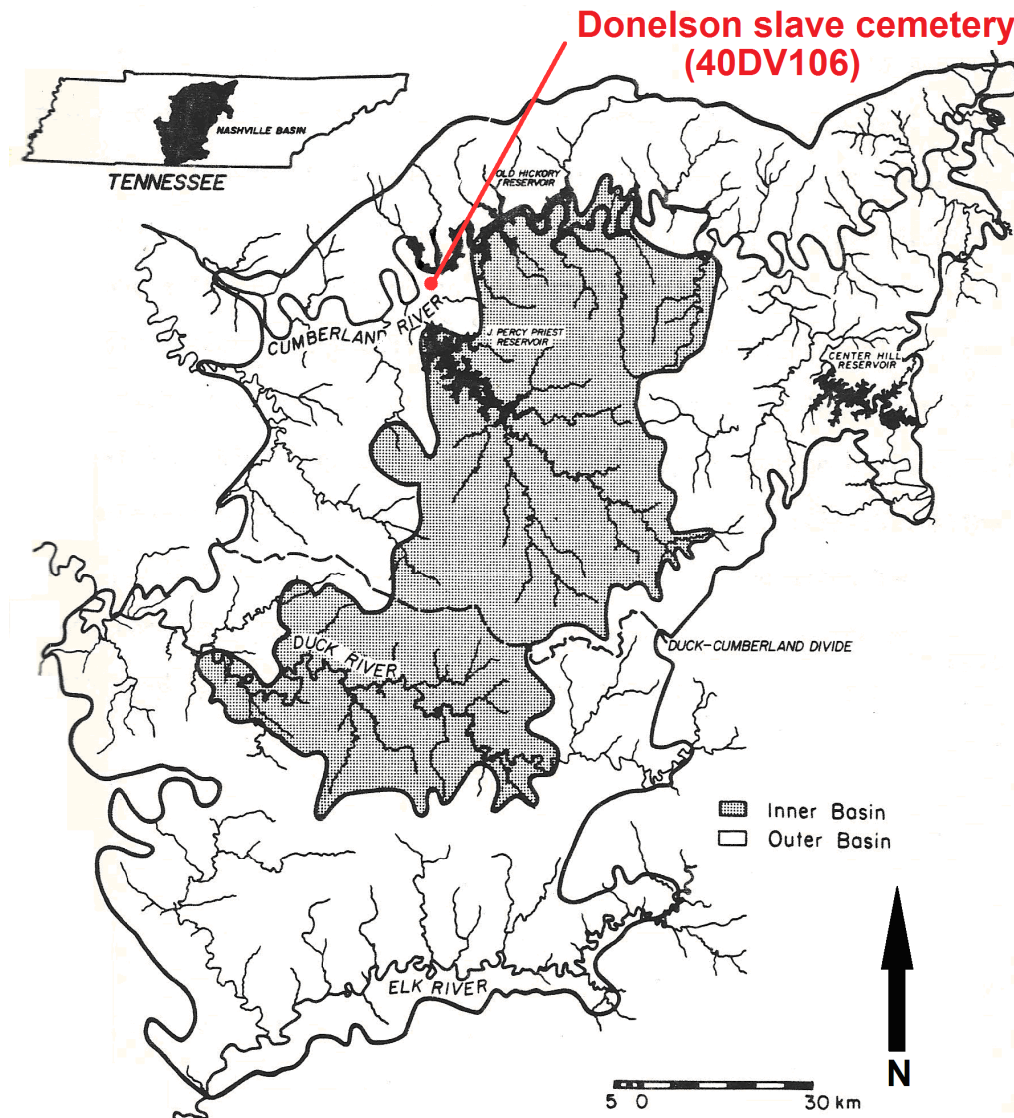 Donelson slave cemetery
(40DV106)
NASHVILLE BASIN
TENNESSEE
OLD HICKORY
RESERVOIR
CUMBERLAND RIVER
J. PERCY PRIEST
RESERVOIR
CENTER HILL
RESERVOIR
DUCK RIVER
DUCK-CUMBERLAND DIVIDE
Inner Basin
Outer Basin
ELK RIVER
N
5 0 30 km